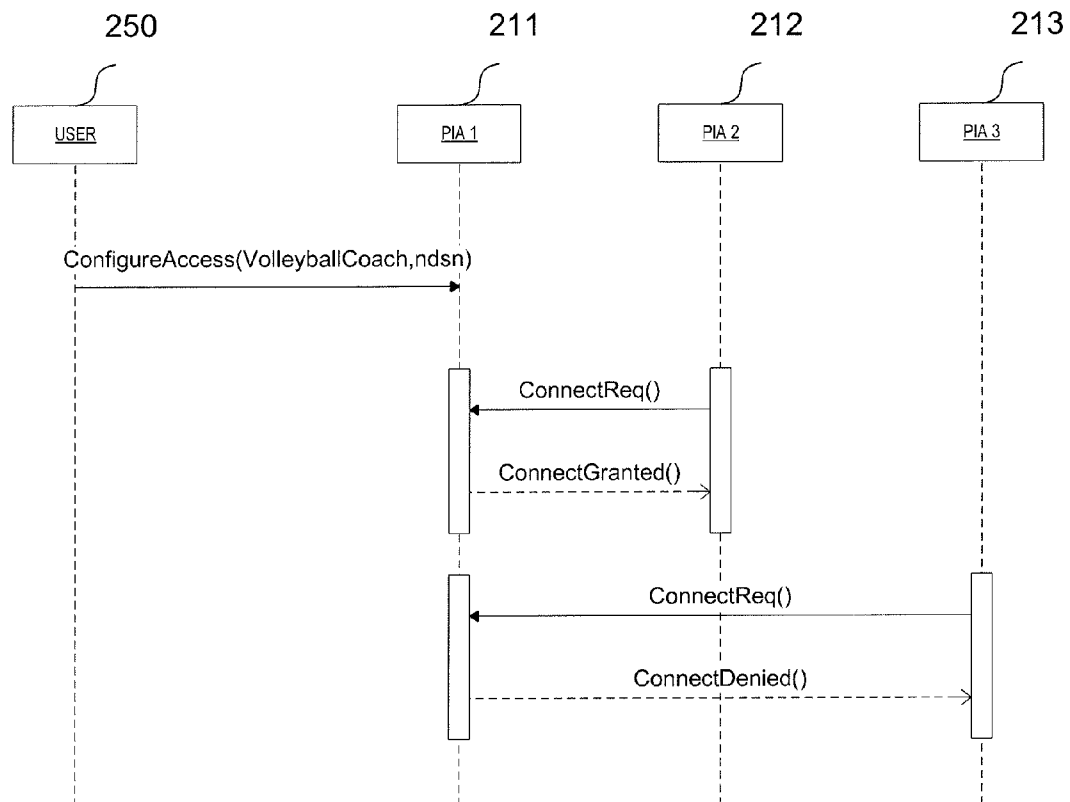 250 211 212 213
USER PIA 1 PIA 2 PIA 3
ConfigureAccess(VolleyballCoach,ndsn)
ConnectReq()
ConnectGranted()
ConnectReq()
ConnectDenied()